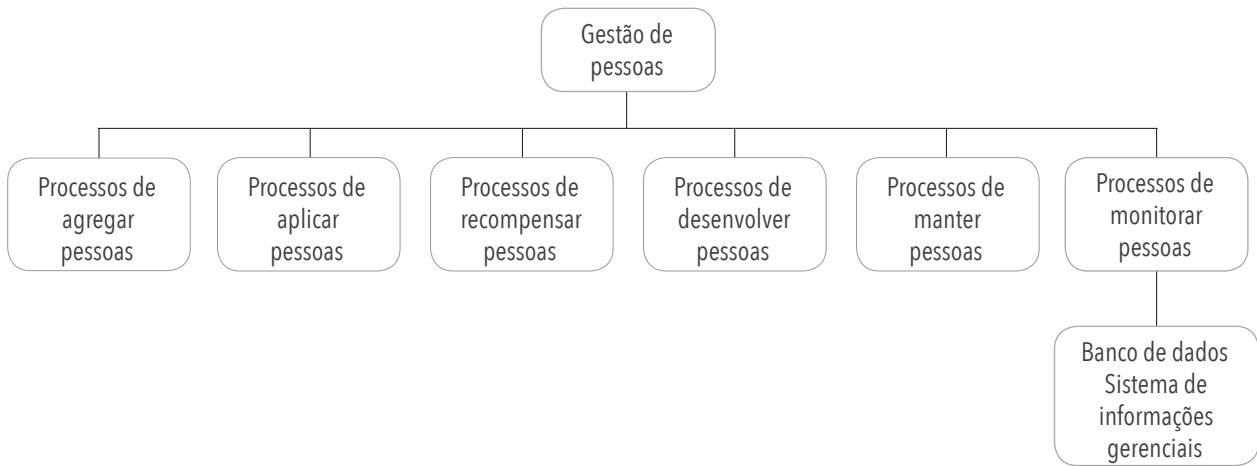 Gestão de
pessoas
Processos de
agregar
pessoas
Processos de
aplicar
pessoas
Processos de
recompensar
pessoas
Processos de
desenvolver
pessoas
Processos de
manter
pessoas
Processos de
monitorar
pessoas
Banco de dados
Sistema de
informações
gerenciais